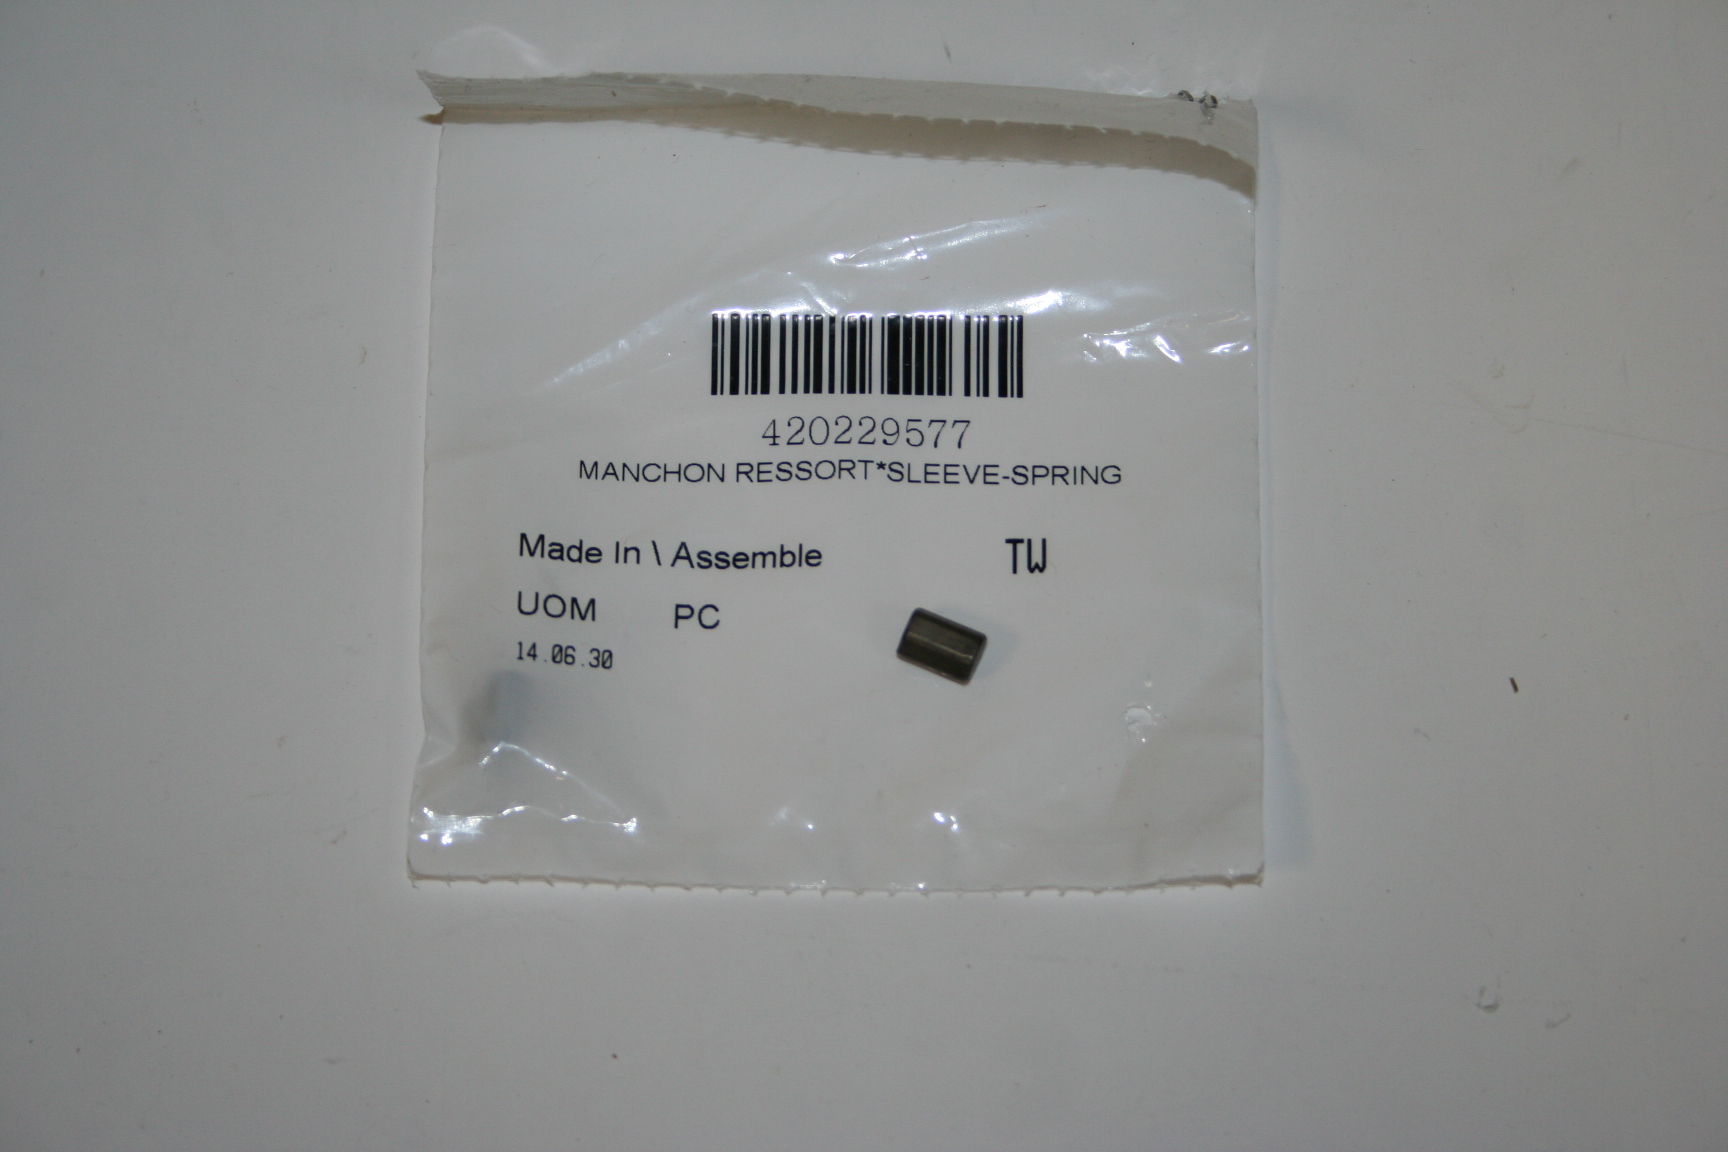 420229577
MANCHON RESSORT*SLEEVE-SPRING
Made In \ Assemble TW
UOM PC
14.06.30